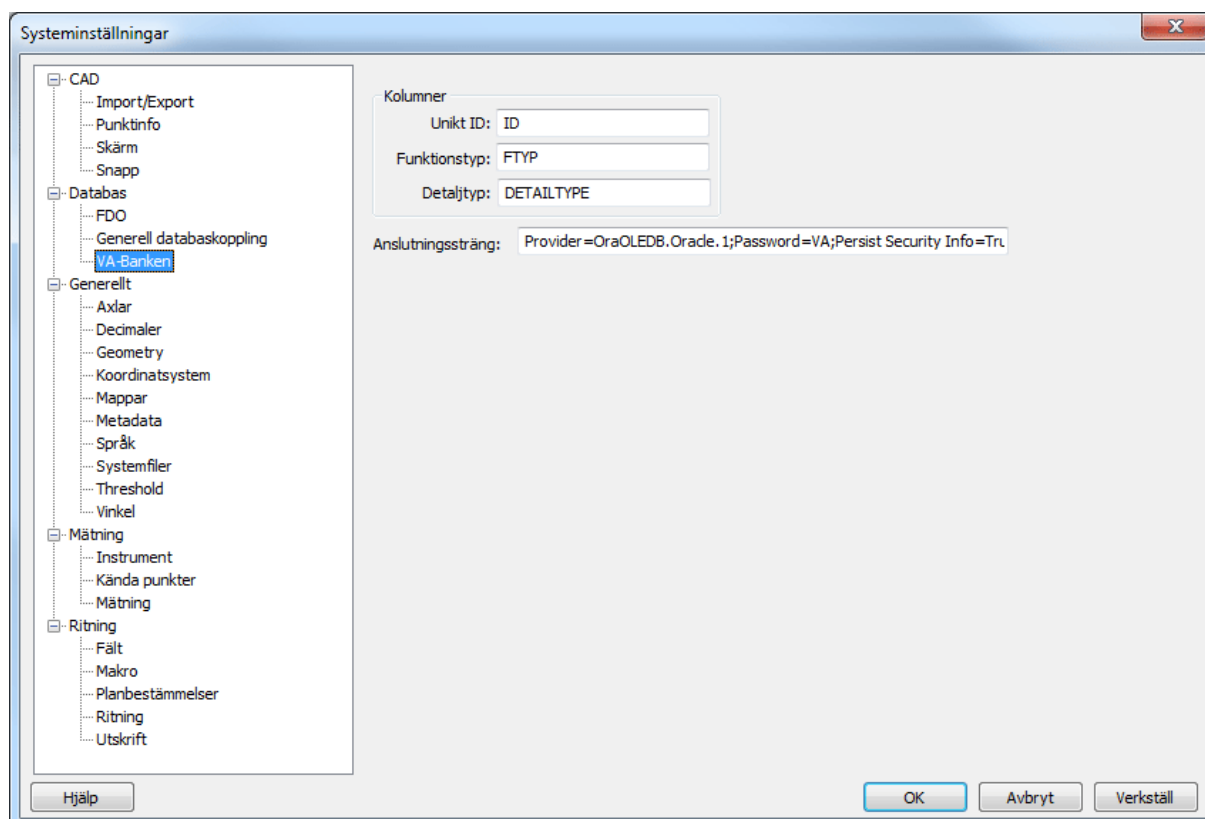 Systeminställningar
CAD
Import/Export
Punktinfo
Skärm
Snapp
Databas
FDO
Generell databaskoppling
VA-Banken
Generellt
Axlar
Decimaler
Geometry
Koordinatsystem
Mappar
Metadata
Språk
Systemfiler
Threshold
Vinkel
Mätning
Instrument
Kända punkter
Mätning
Ritning
Fält
Makro
Planbestämmelser
Ritning
Utskrift
Kolumner
Unikt ID: ID
Funktionstyp: FTYP
Detaljtyp: DETAILTYPE
Anslutningssträng: Provider=OraOLEDB.Oracle.1;Password=VA;Persist Security Info=Tru
Hjälp OK Avbryt Verkställ